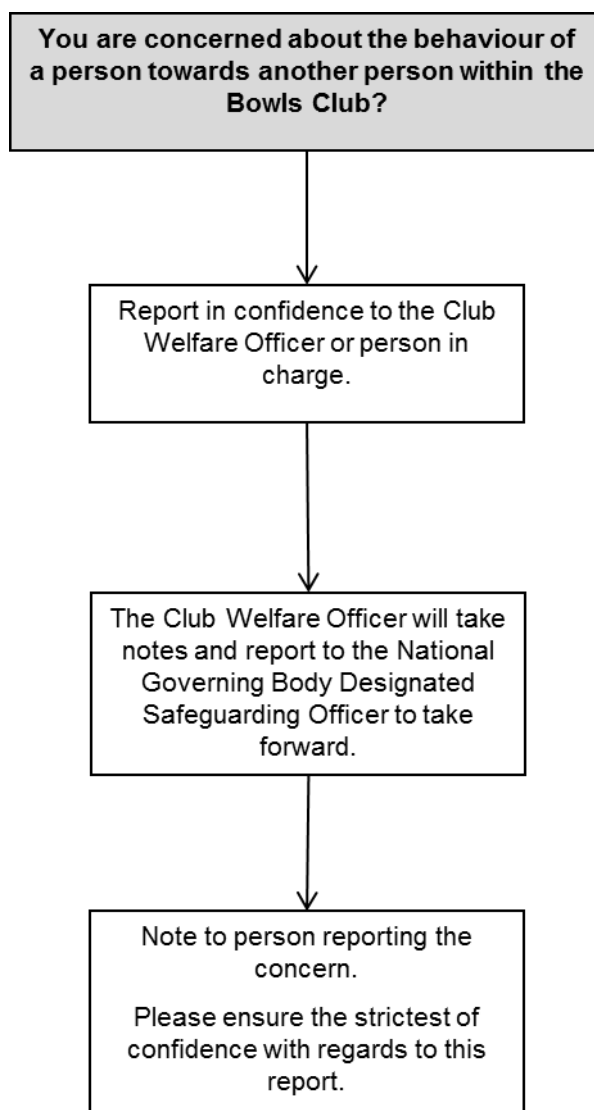 You are concerned about the behaviour of
a person towards another person within the
Bowls Club?
Report in confidence to the Club
Welfare Officer or person in
charge.
The Club Welfare Officer will take
notes and report to the National
Governing Body Designated
Safeguarding Officer to take
forward.
Note to person reporting the
concern.
Please ensure the strictest of
confidence with regards to this
report.